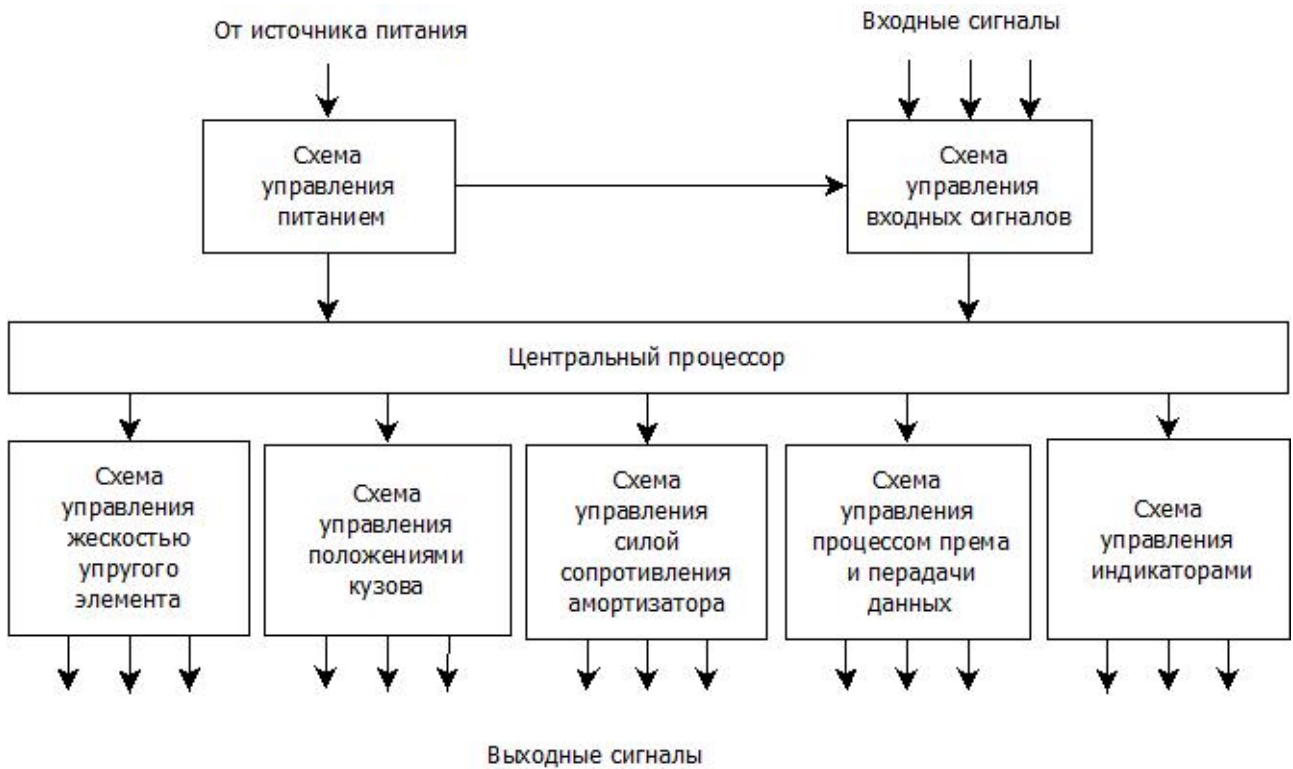 От источника питания
Входные сигналы
Схема
управления
питанием
Схема
управления
входных сигналов
Центральный процессор
Схема
управления
жескостью
упругого
элемента
Схема
управления
положениями
кузова
Схема
управления
силой
сопротивления
амортизатора
Схема
управления
процессом према
и перадачи
данных
Схема
управления
индикаторами
Выходные сигналы